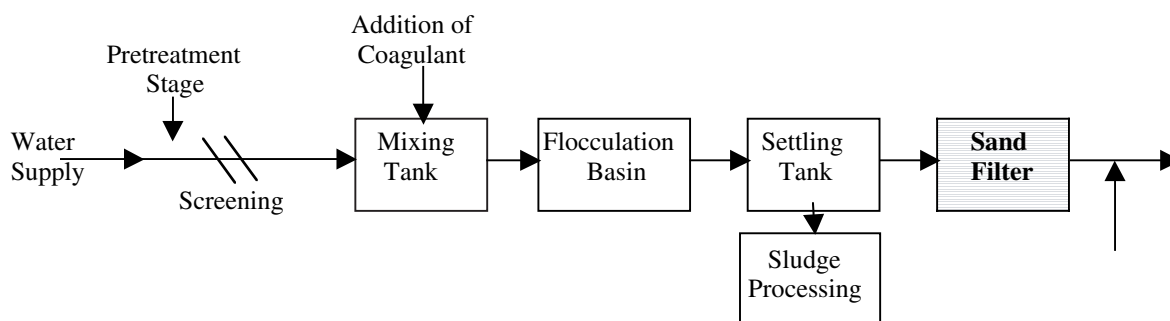 Addition of
Coagulant
Pretreatment
Stage
Water
Supply
Screening
Mixing
Tank
Flocculation
Basin
Settling
Tank
Sand
Filter
Sludge
Processing